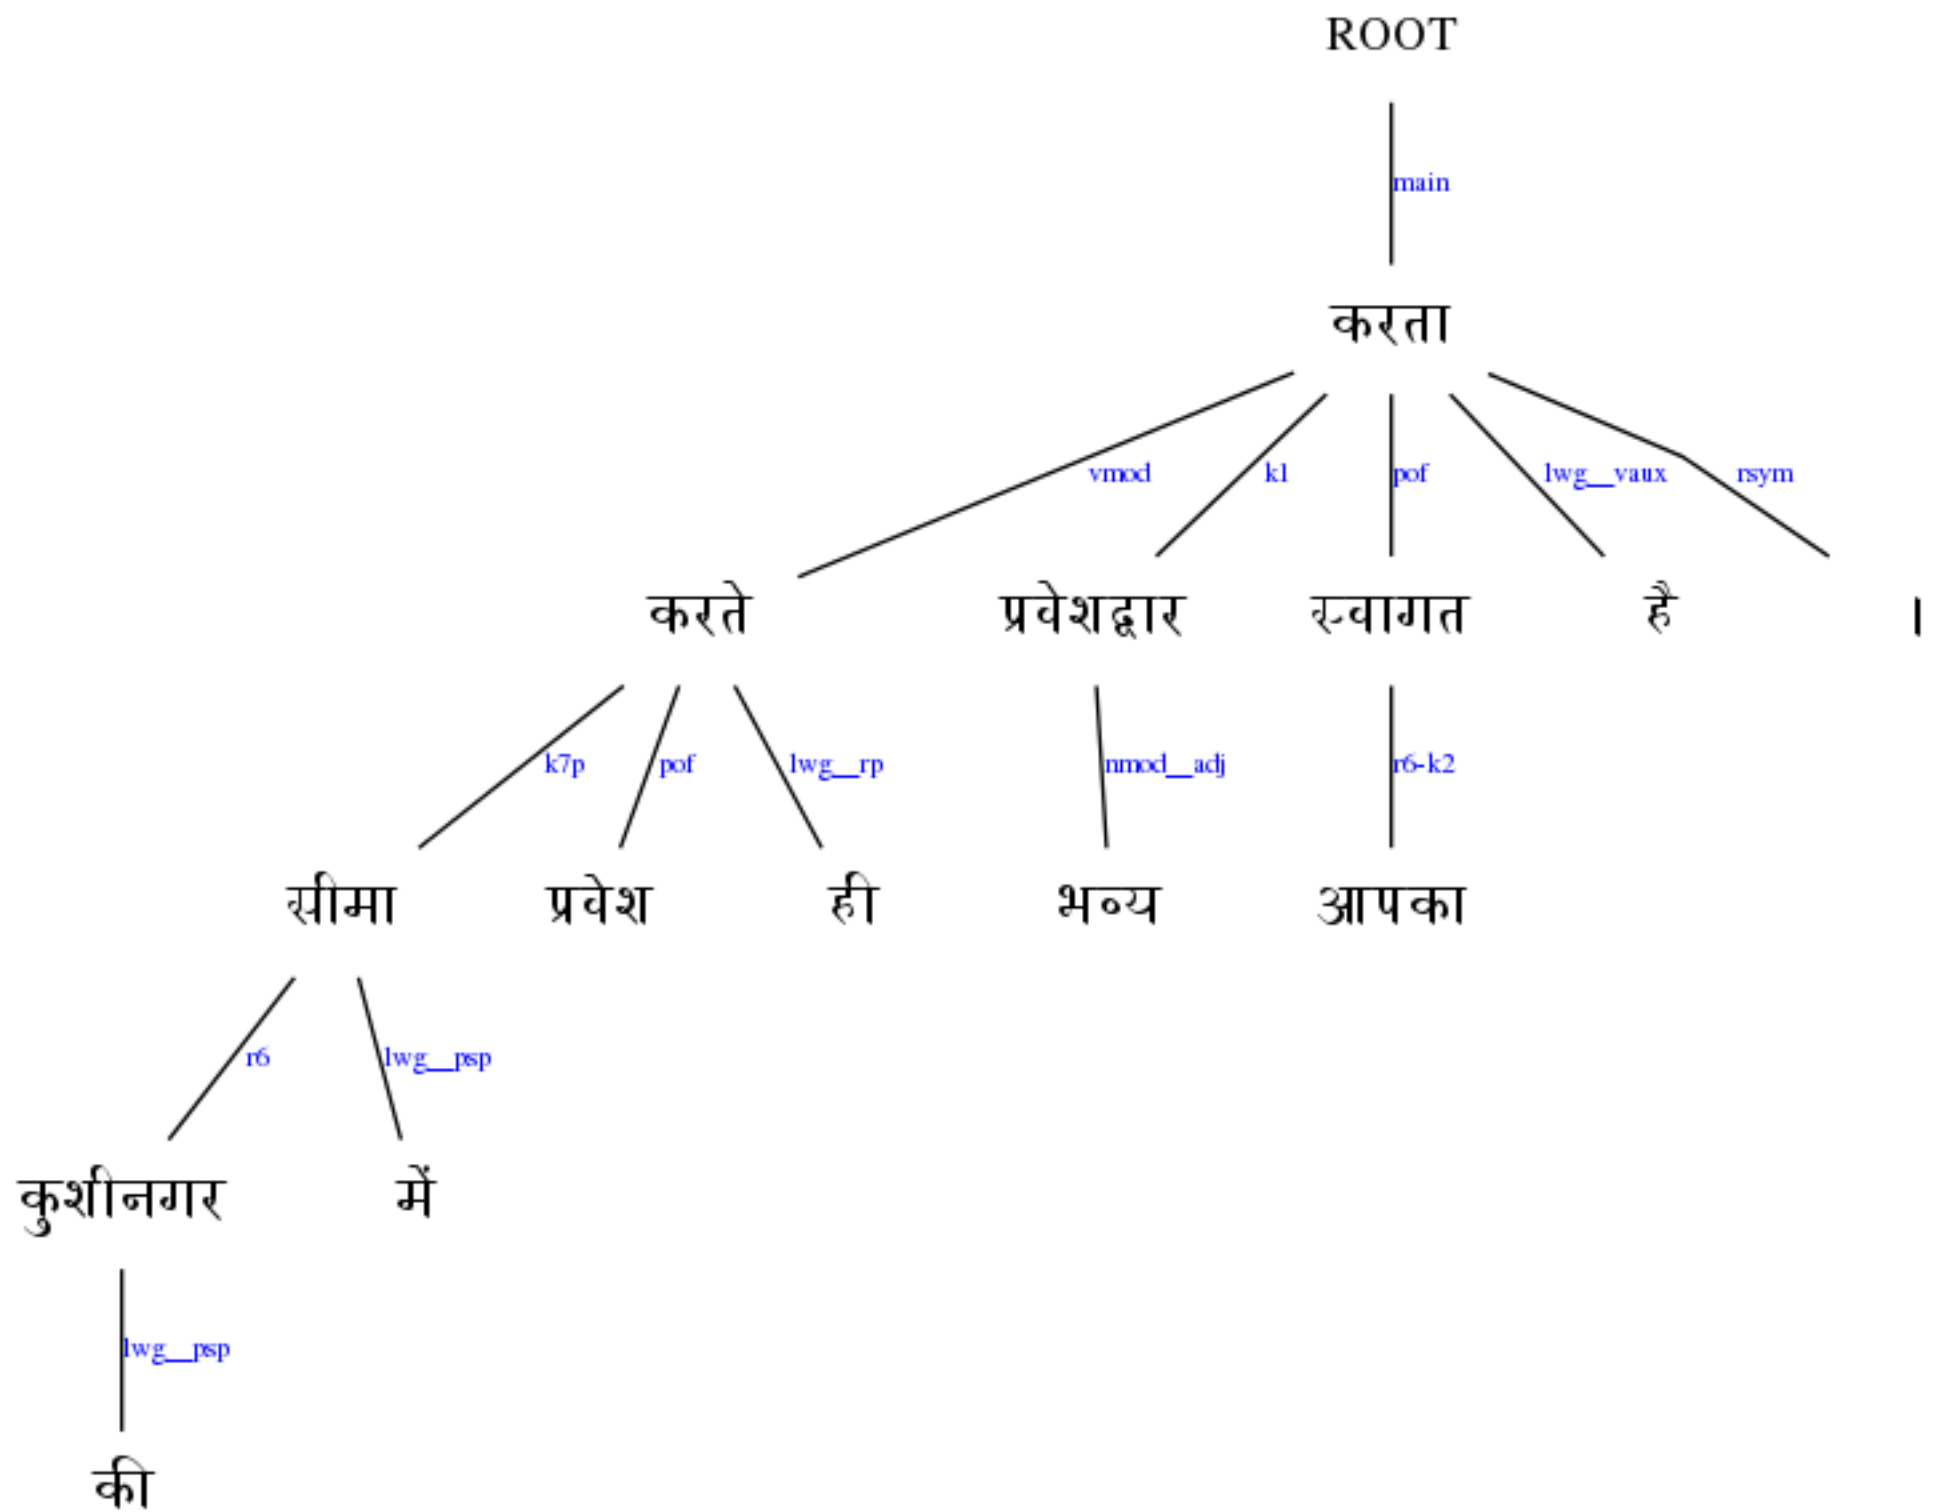 ROOT
main
करता
vmod k1 pof lwg__vaux rsym
करते प्रवेशद्वार स्वागत है ।
k7p pof lwg__rp nmod__adj r6-k2
सीमा प्रवेश ही भव्य आपका
r6 lwg__psp
कुशीनगर में
lwg__psp
की